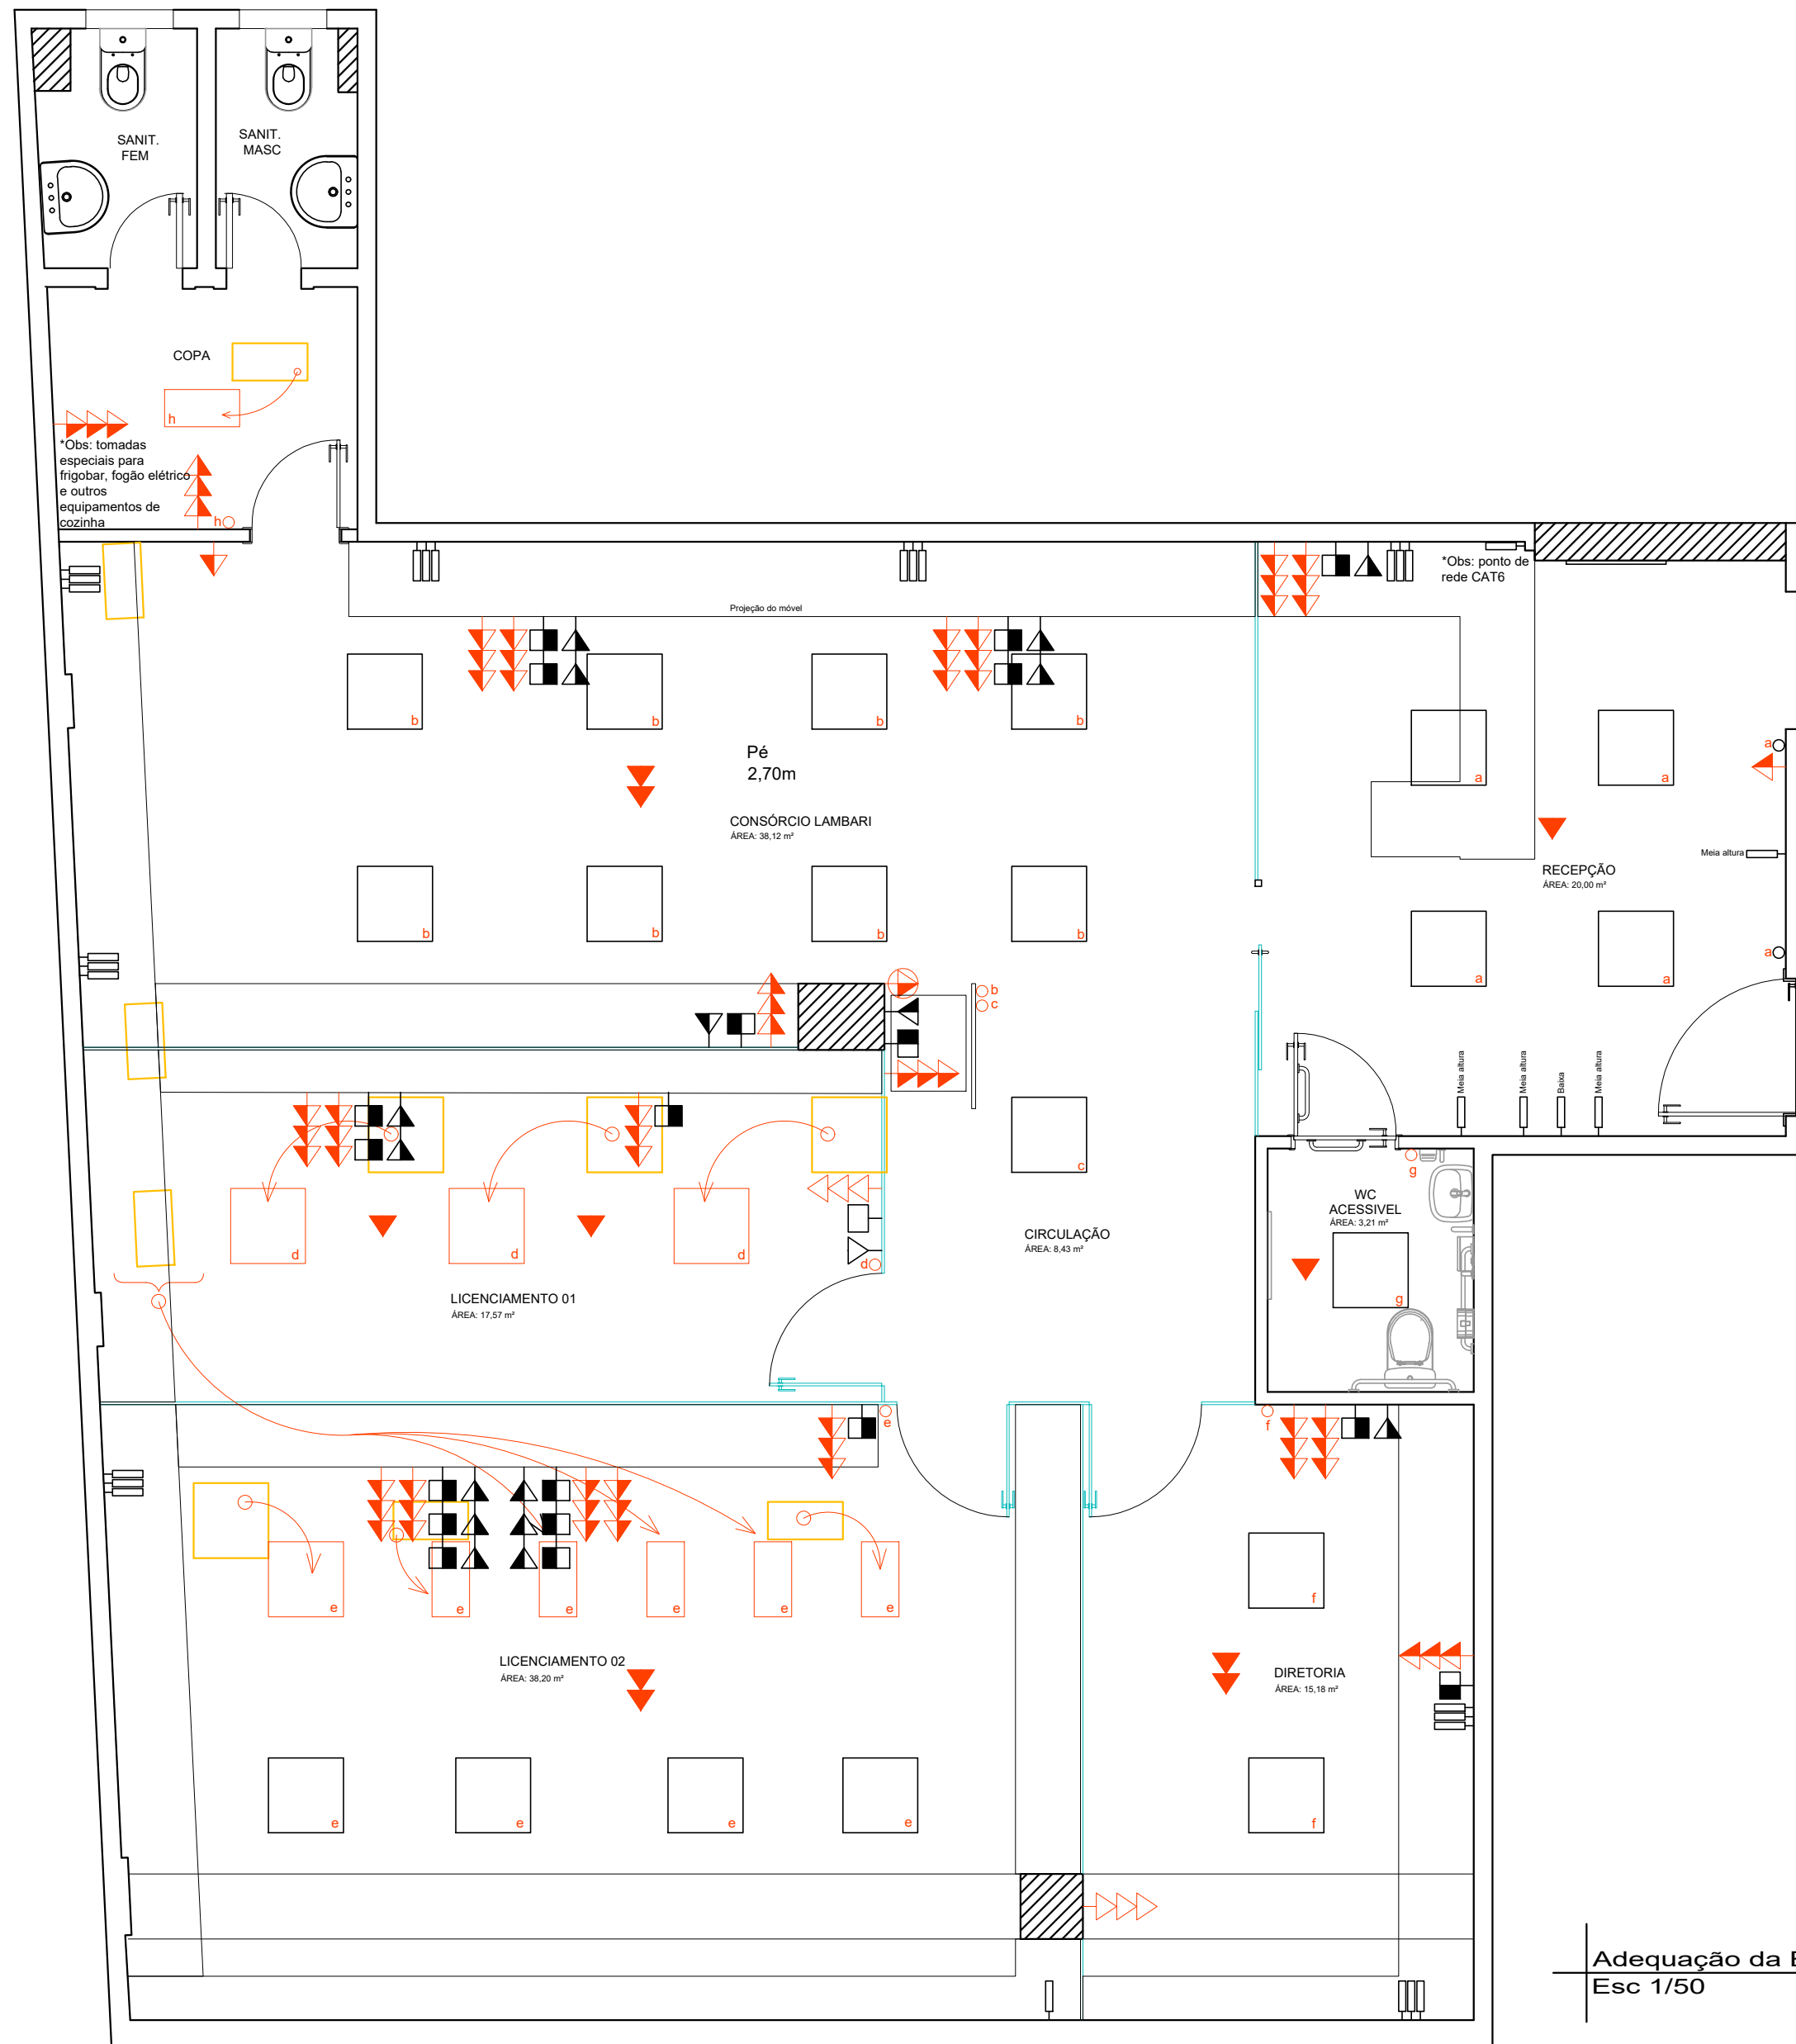 SANIT.
FEM
SANIT.
MASC
COPA
h
*Obs: tomadas
especiais para
frigobar, fogão elétrico
e outros
equipamentos de
cozinha
h
*Obs: ponto de
rede CAT6
Projeção do móvel
b
b
b
b
Pé
2,70m
a
a
a
CONSÓRCIO LAMBARI
ÁREA: 38,12 m²
Meia altura
RECEPÇÃO
ÁREA: 20,00 m²
b
b
b
b
a
a
a
b
c
Meia altura
Meia altura
Baixa
Meia altura
c
g
WC
ACESSIVEL
ÁREA: 3,21 m²
CIRCULAÇÃO
ÁREA: 8,43 m²
d
d
d
d
LICENCIAMENTO 01
ÁREA: 17,57 m²
g
e
f
e
e
e
e
e
e
f
LICENCIAMENTO 02
ÁREA: 38,20 m²
DIRETORIA
ÁREA: 15,18 m²
e
e
e
e
f
Adequação da
Esc 1/50